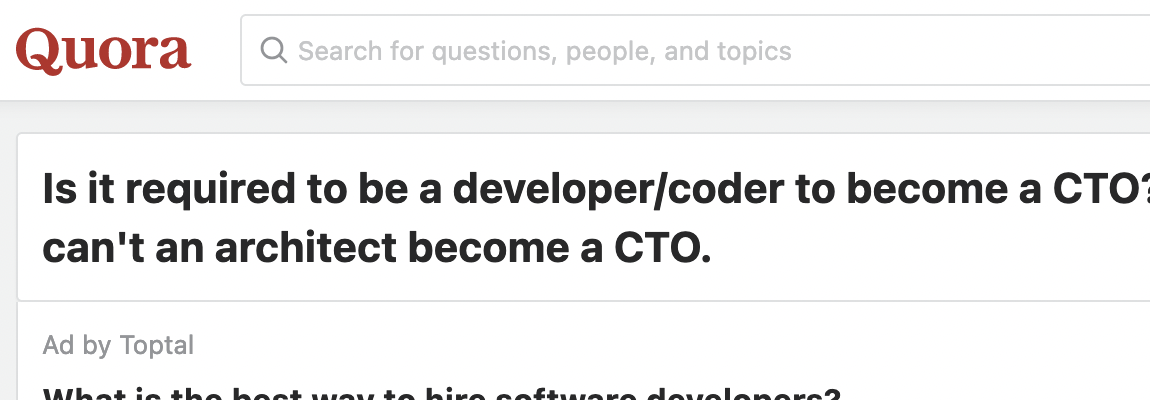 Quora
Search for questions, people, and topics
Is it required to be a developer/coder to become a CTO?
can't an architect become a CTO.
Ad by Toptal
What is the best way to hire software developers?